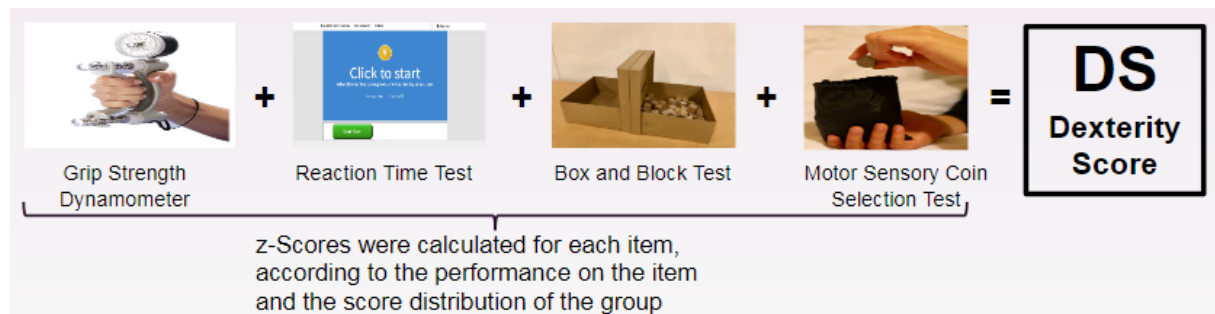 Click to start
Grip Strength
Dynamometer
+
Reaction Time Test
+
Box and Block Test
+
Motor Sensory Coin
Selection Test
=
DS
Dexterity
Score
z-Scores were calculated for each item,
according to the performance on the item
and the score distribution of the group